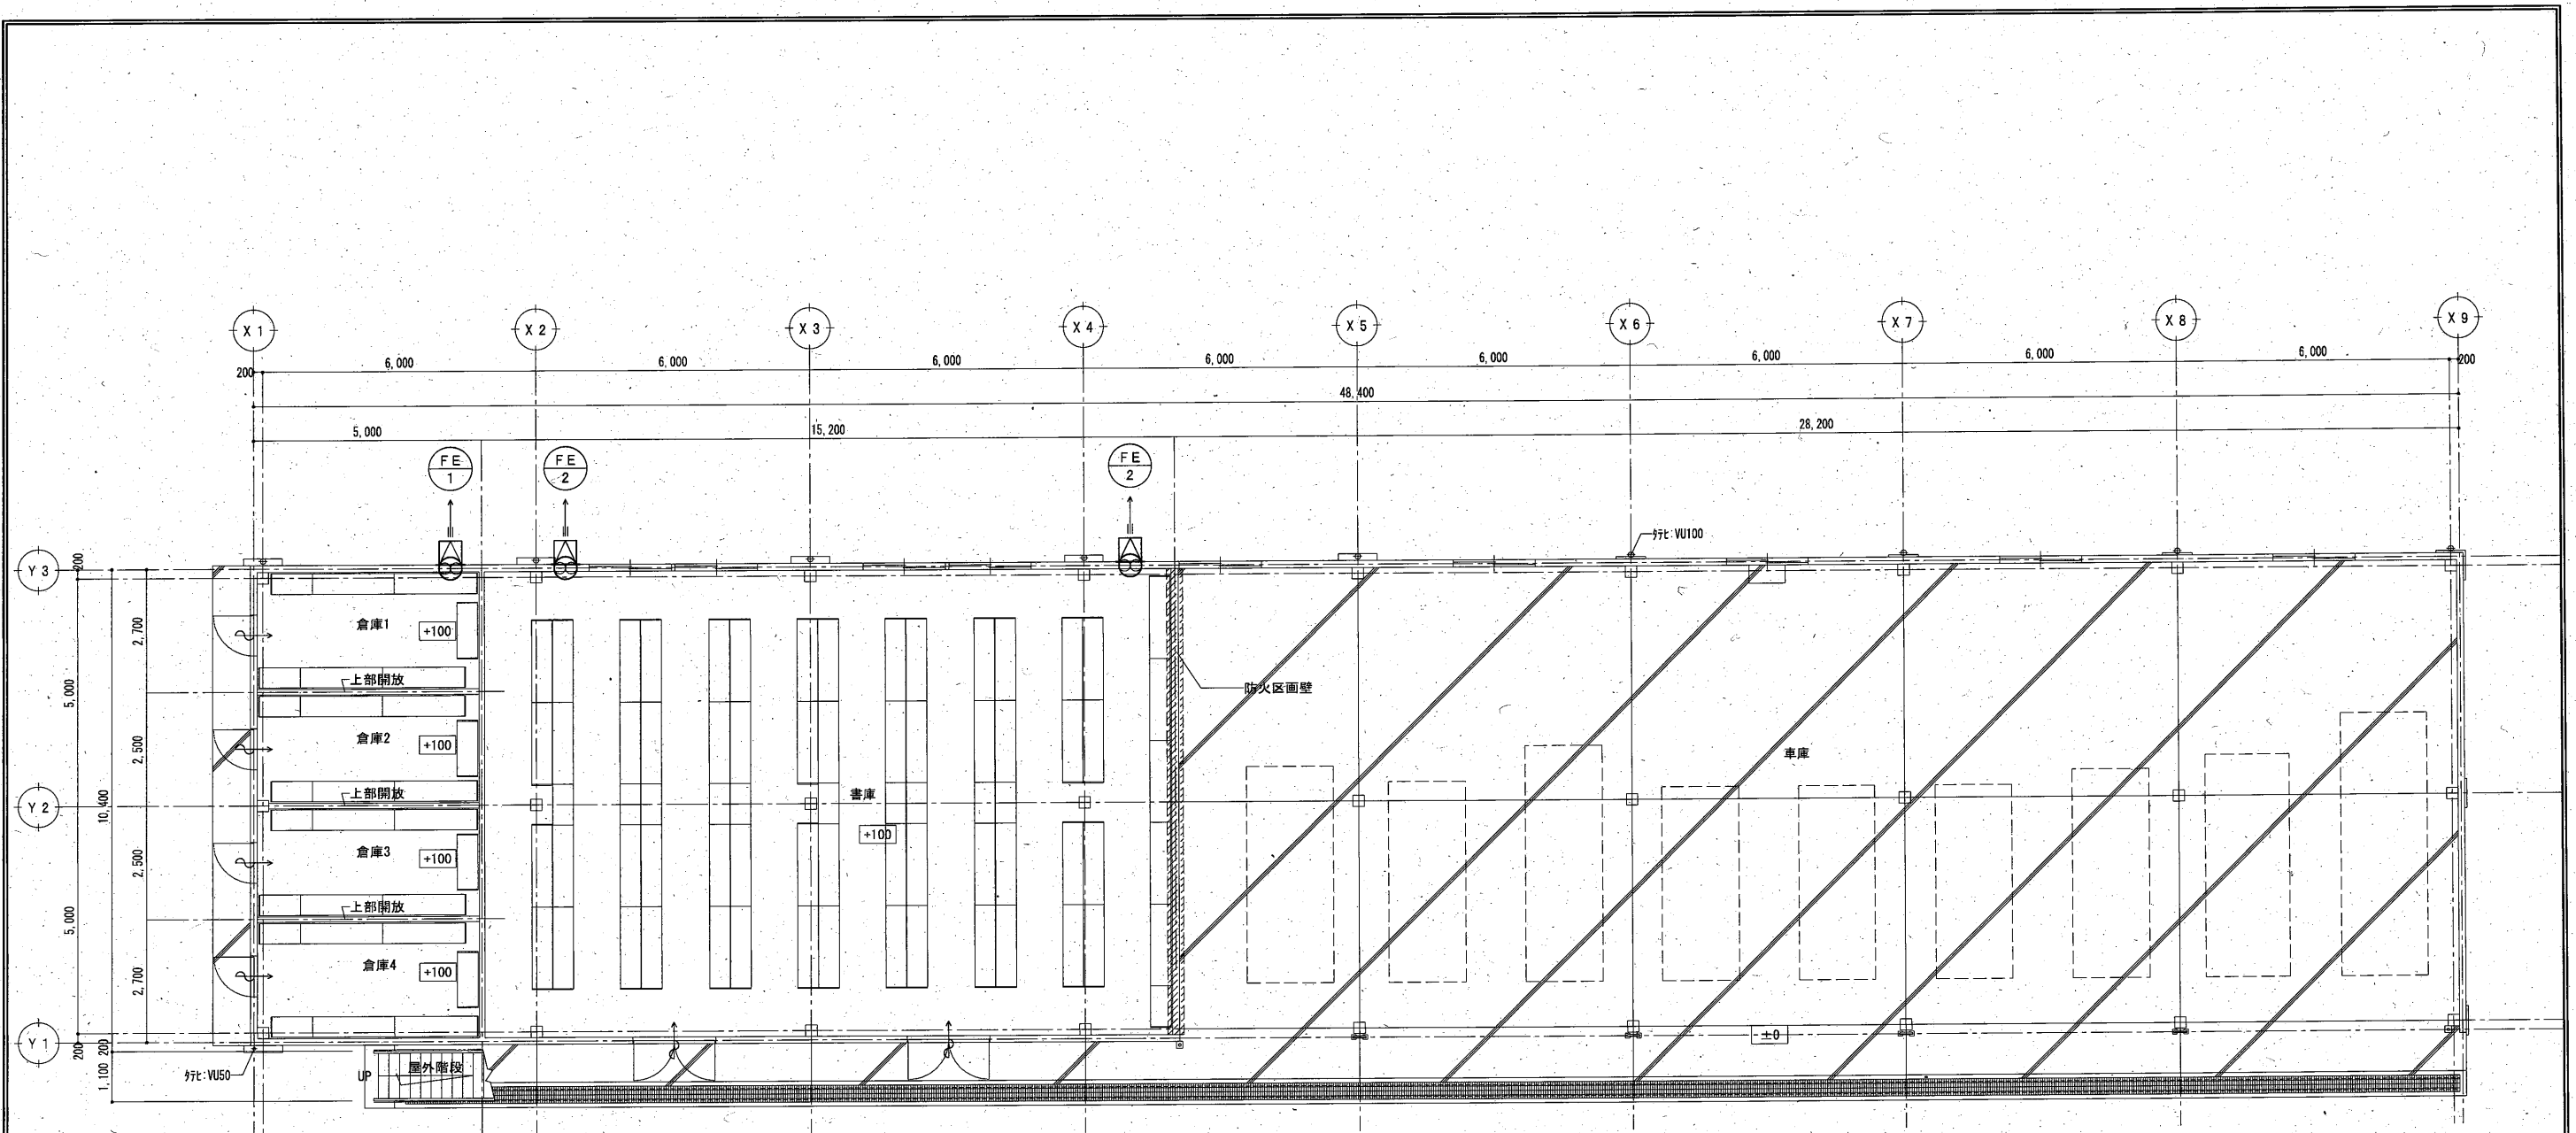 X 1
X 2
X 3
X 4
X 5
X 6
X 7
X 8
X 9
200
6,000
6,000
6,000
6,000
6,000
6,000
6,000
6,000
200
48,400
5,000
15,200
28,200
FE
1
FE
2
FE
2
タテヒ:VU100
Y 3
200
倉庫1
+100
2,700
上部開放
防火区画壁
5,000
倉庫2
+100
2,500
車庫
上部開放
書庫
Y 2
10,400
+100
倉庫3
+100
2,500
上部開放
5,000
倉庫4
+100
2,700
±0
Y 1
200
200
1,100
タテヒ:VU50
UP
屋外階段